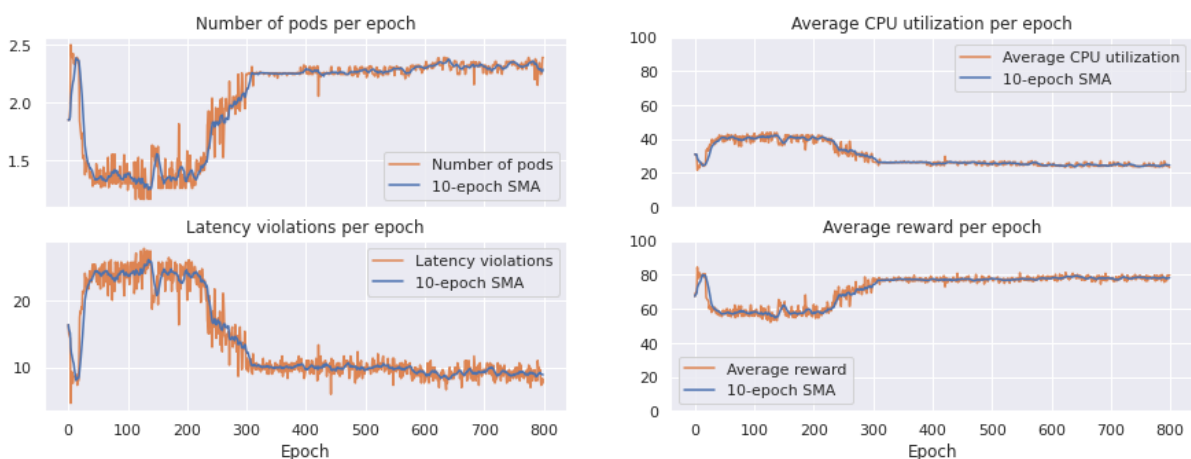 Number of pods per epoch
2.5
2.0
1.5
Number of pods
10-epoch SMA
Average CPU utilization per epoch
100
80
60
40
20
0
Average CPU utilization
10-epoch SMA
Latency violations per epoch
20
10
Latency violations
10-epoch SMA
0 100 200 300 400 500 600 700 800
Epoch
Average reward per epoch
100
80
60
40
20
0
Average reward
10-epoch SMA
0 100 200 300 400 500 600 700 800
Epoch